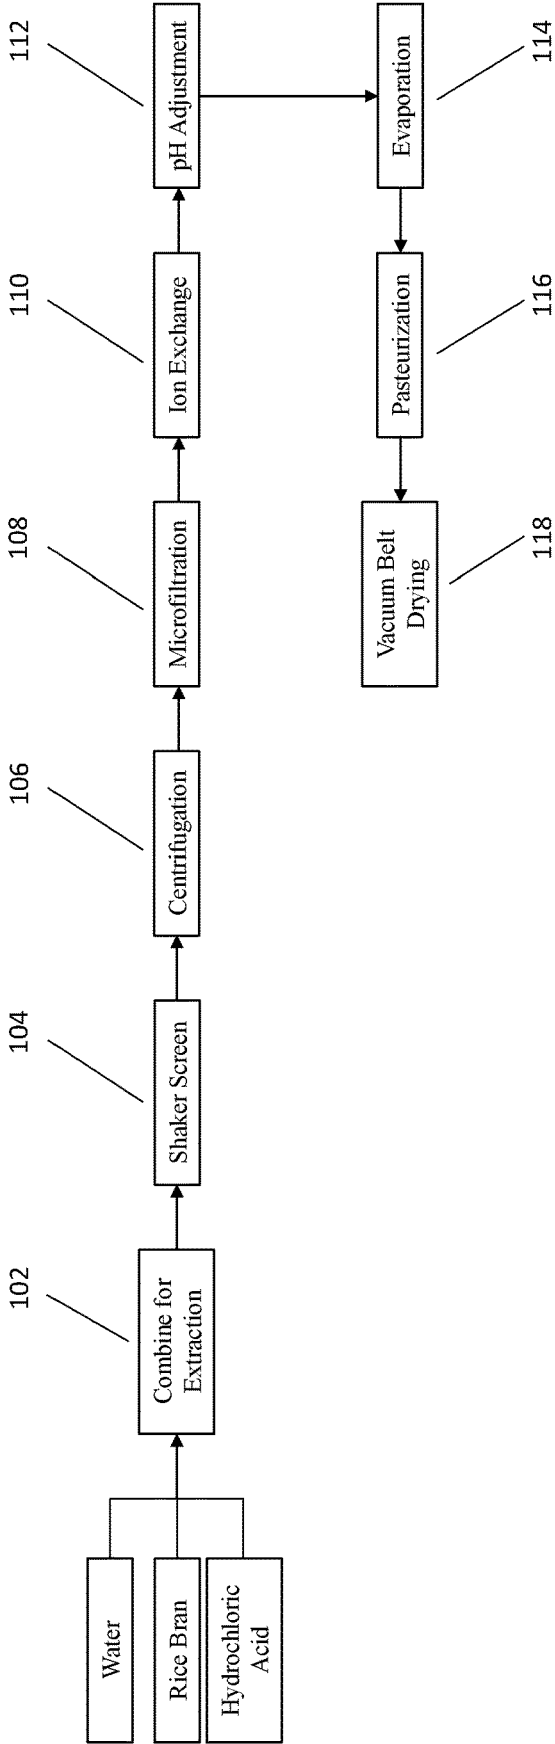 Water
Rice Bran
Hydrochloric
Acid
102
Combine for
Extraction
104
Shaker Screen
106
Centrifugation
108
Microfiltration
110
Ion Exchange
112
pH Adjustment
114
Evaporation
116
Pasteurization
118
Vacuum Belt
Drying